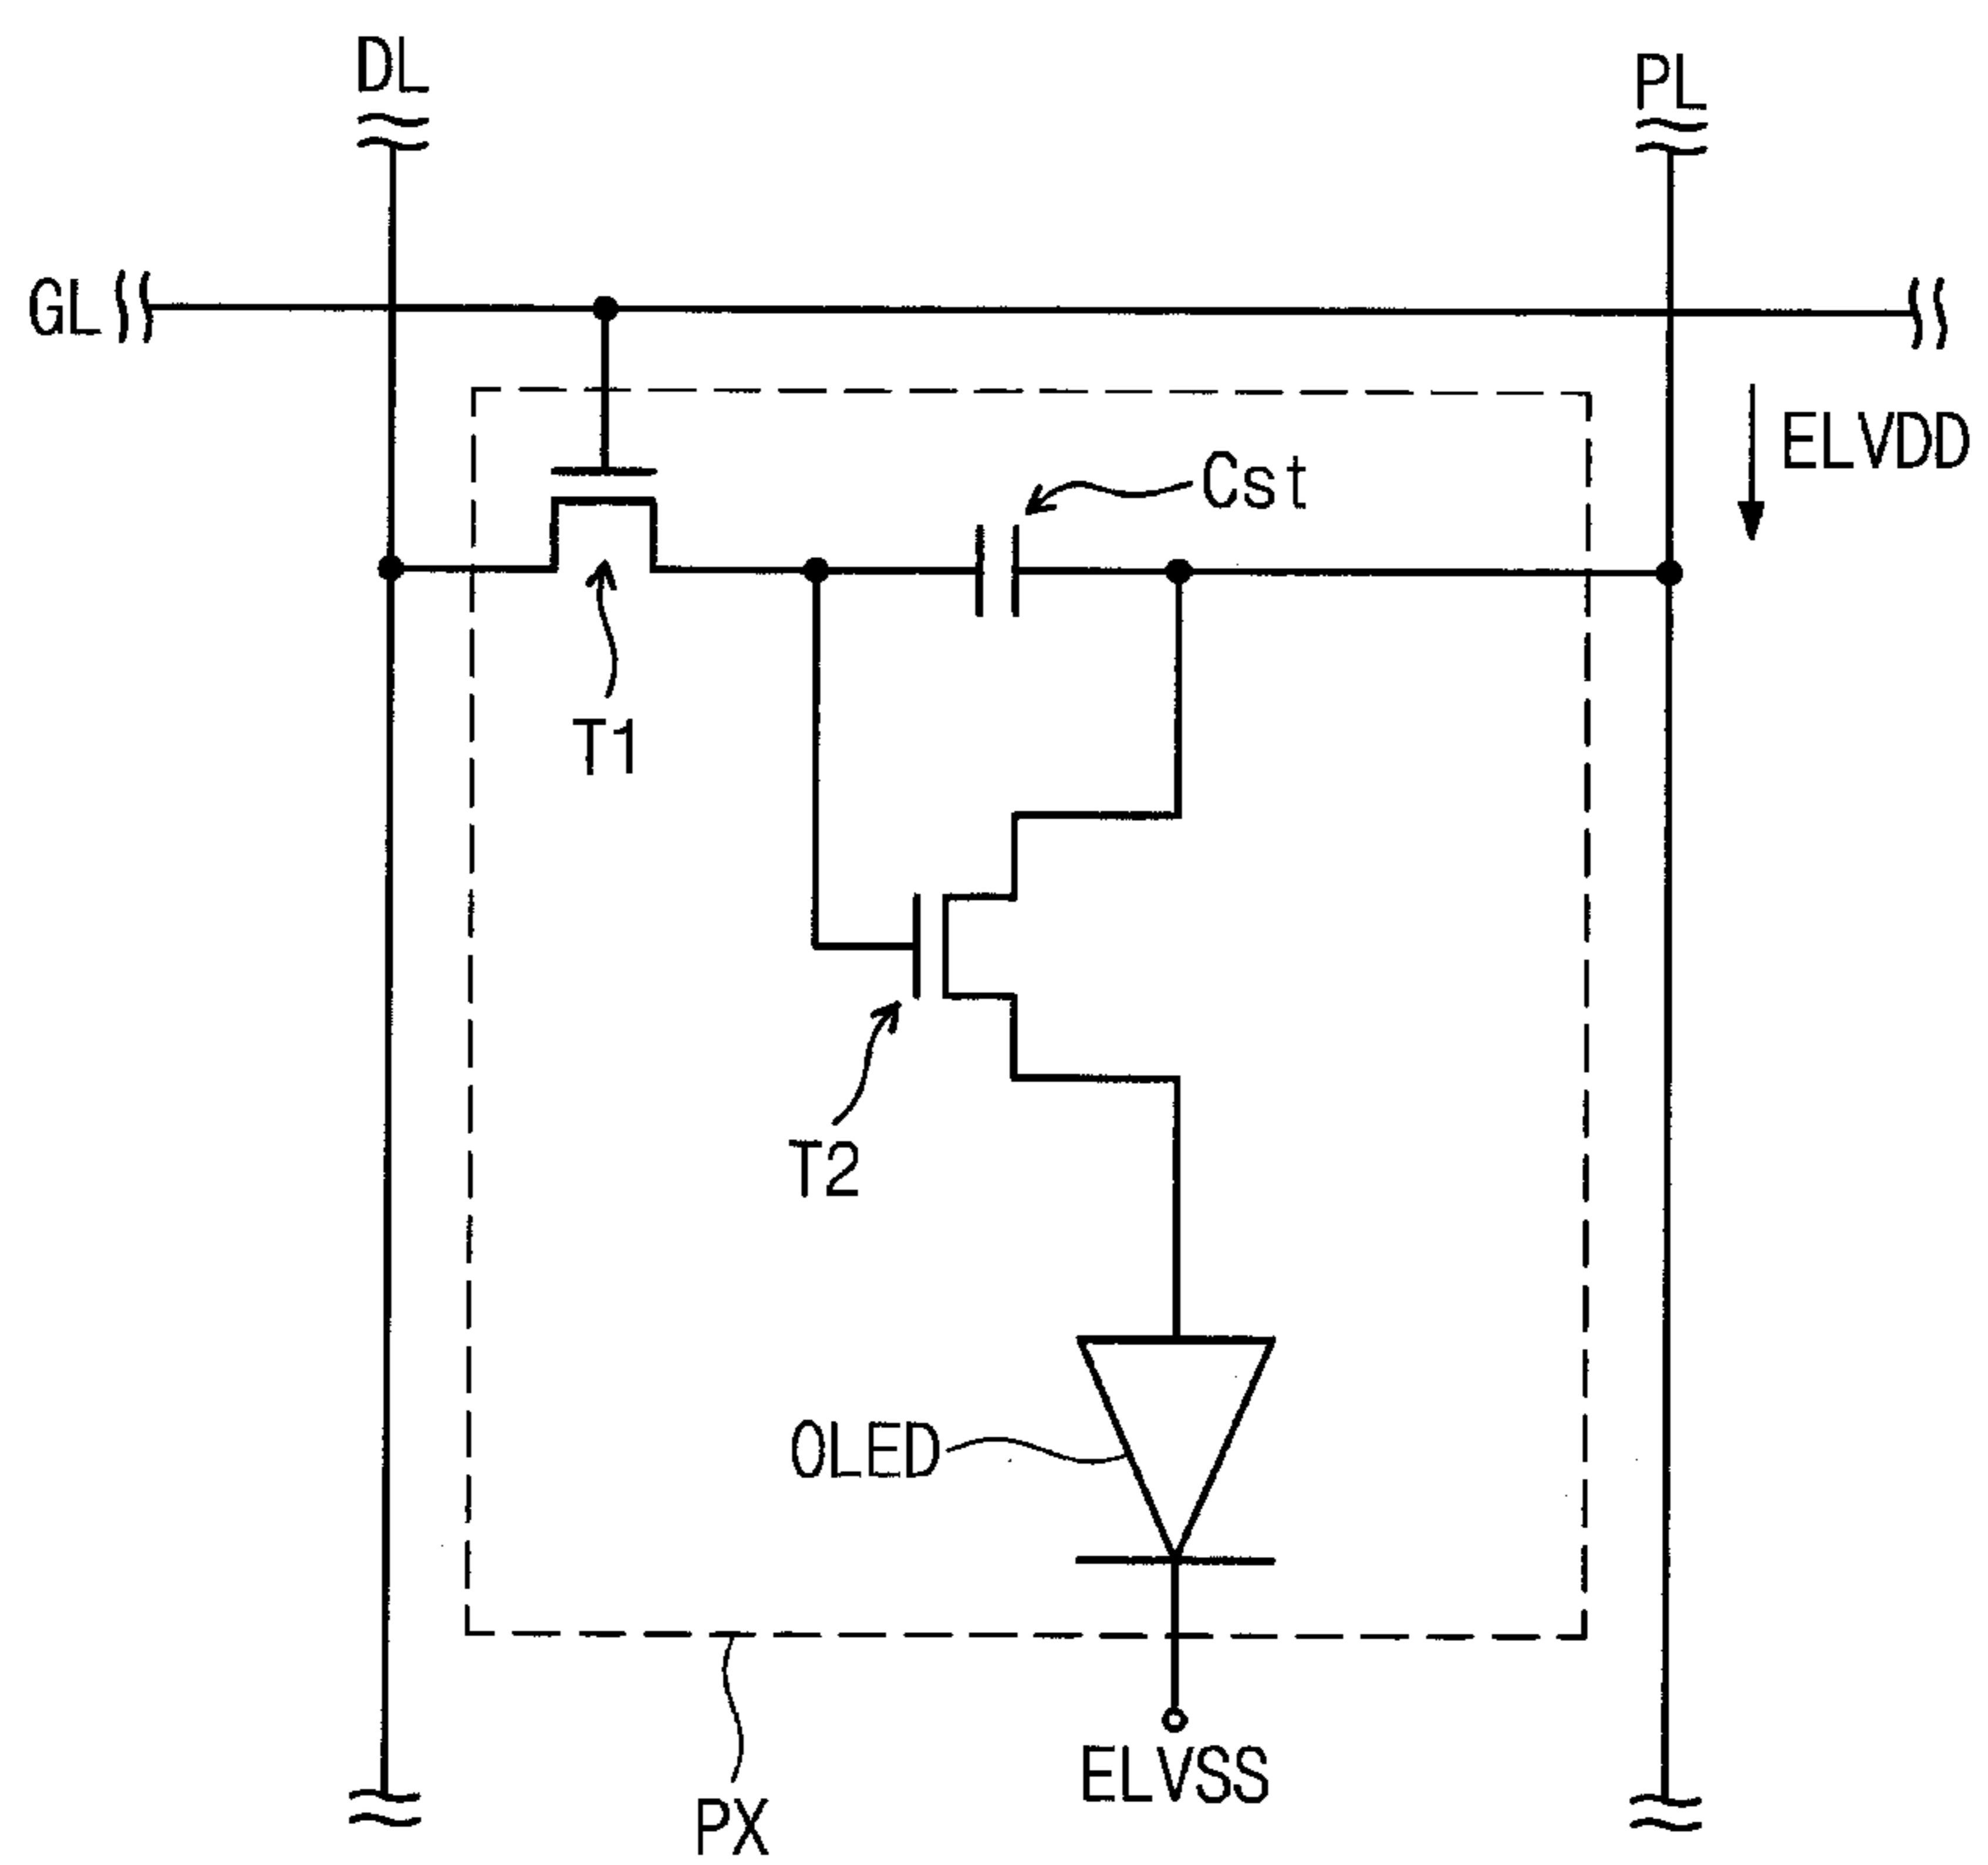 DL
PL
GL
ELVDD
Cst
T1
T2
OLED
ELVSS
PX